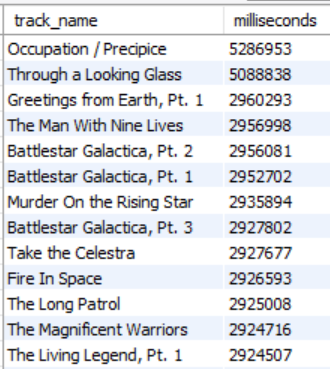 track_name milliseconds
Occupation / Precipice 5286953
Through a Looking Glass 5088838
Greetings from Earth, Pt. 1 2960293
The Man With Nine Lives 2956998
Battlestar Galactica, Pt. 2 2956081
Battlestar Galactica, Pt. 1 2952702
Murder On the Rising Star 2935894
Battlestar Galactica, Pt. 3 2927802
Take the Celestra 2927677
Fire In Space 2926593
The Long Patrol 2925008
The Magnificent Warriors 2924716
The Living Legend, Pt. 1 2924507